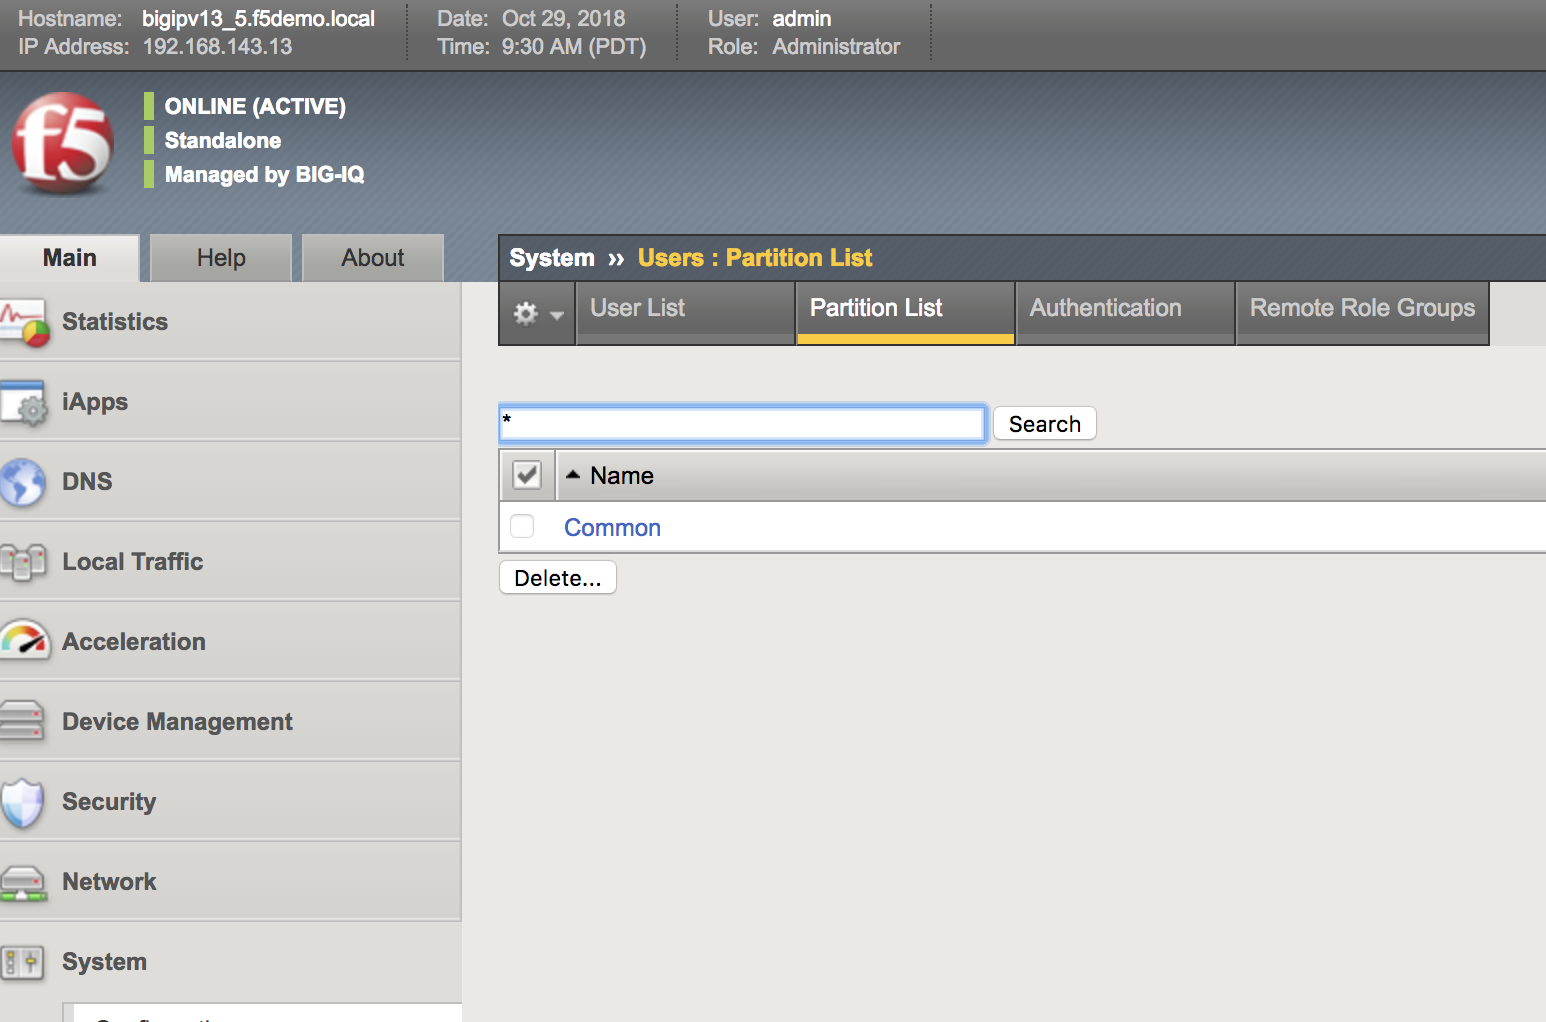 Hostname: bigipv13_5.f5demo.local
IP Address: 192.168.143.13
Date: Oct 29, 2018
Time: 9:30 AM (PDT)
User: admin
Role: Administrator
f5
ONLINE (ACTIVE)
Standalone
Managed by BIG-IQ
Main
Help
About
System ›› Users : Partition List
User List
Partition List
Authentication
Remote Role Groups
Statistics
iApps
DNS
Local Traffic
Acceleration
Device Management
Security
Network
System
*
Search
Name
Common
Delete...